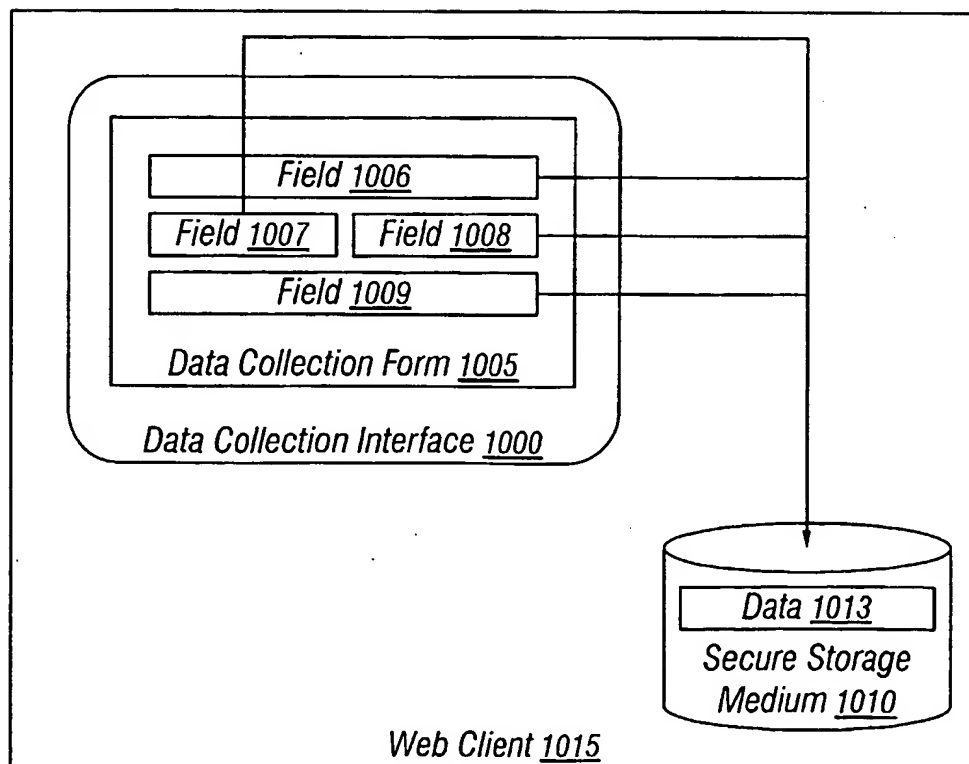 Field 1006
Field 1007
Field 1008
Field 1009
Data Collection Form 1005
Data Collection Interface 1000
Data 1013
Secure Storage
Medium 1010
Web Client 1015